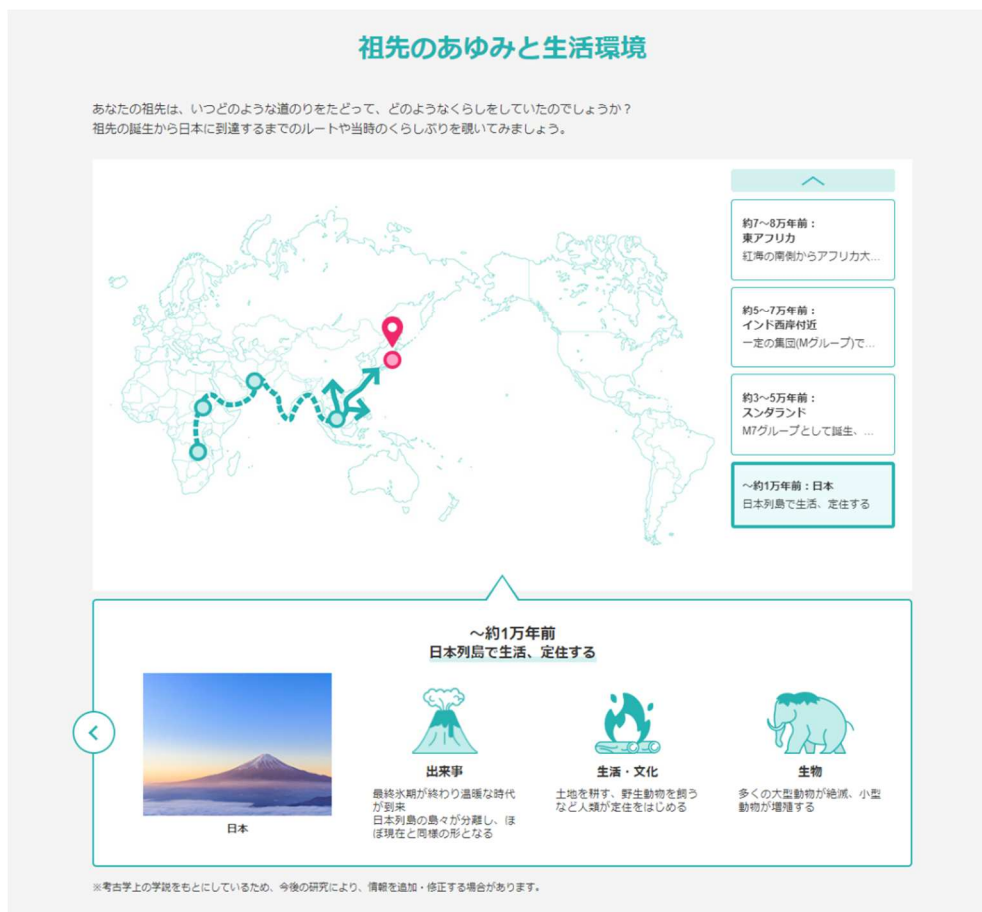 祖先のあゆみと生活環境
あなたの祖先は、いつどのような道のりをたどって、どのようなくらしをしていたのでしょうか？
祖先の誕生から日本に到達するまでのルートや当時のくらしぶりを覗いてみましょう。
約7～8万年前：
東アフリカ
紅海の南側からアフリカ大...
約5～7万年前：
インド西岸付近
一定の集団(Mグループ)で...
約3～5万年前：
スンダランド
M7グループとして誕生、...
～約1万年前：日本
日本列島で生活、定住する
～約1万年前
日本列島で生活、定住する
日本
出来事
最終氷期が終わり温暖な時代
が到来
日本列島の島々が分離し、ほ
ぼ現在と同様の形となる
生活・文化
土地を耕す、野生動物を飼う
など人類が定住をはじめる
生物
多くの大型動物が絶滅、小型
動物が増殖する
※考古学上の学説をもとにしているため、今後の研究により、情報を追加・修正する場合があります。